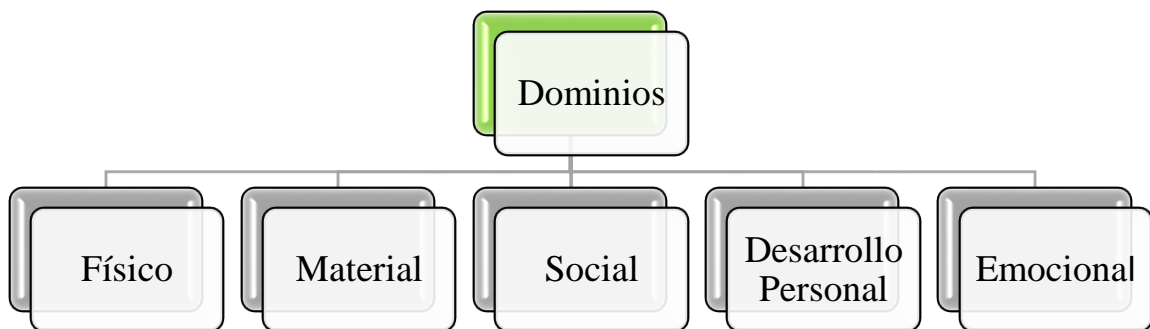 Dominios
Físico
Material
Social
Desarrollo
Personal
Emocional